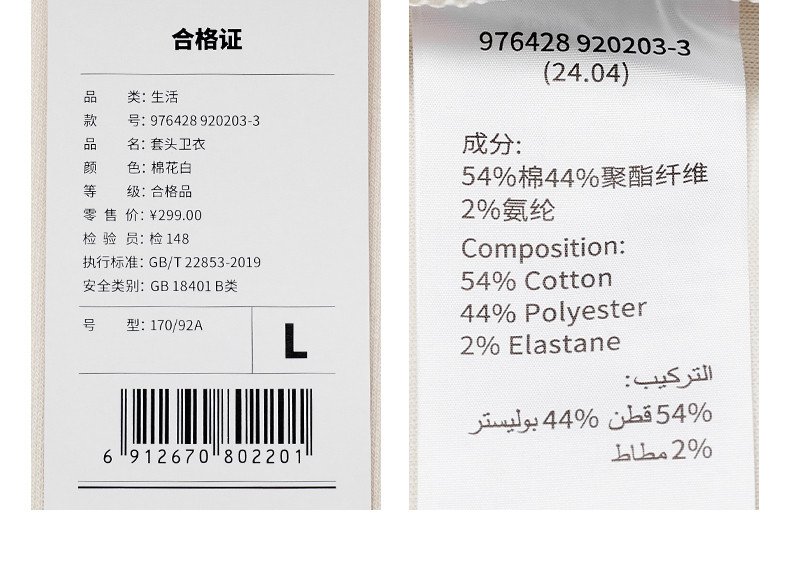 合格证
品 类: 生活
款 号: 976428 920203-3
品 名: 套头卫衣
颜 色: 棉花白
等 级: 合格品
零 售 价: ¥299.00
检 验 员: 检 148
执行标准: GB/T 22853-2019
安全类别: GB 18401 B类
号 型: 170/92A
L
6 912670 802201
976428 920203-3
(24.04)
成分:
54%棉44%聚酯纤维
2%氨纶
Composition:
54% Cotton
44% Polyester
2% Elastane
التركيب:
54% قطن 44% بوليستر
2% مطاط